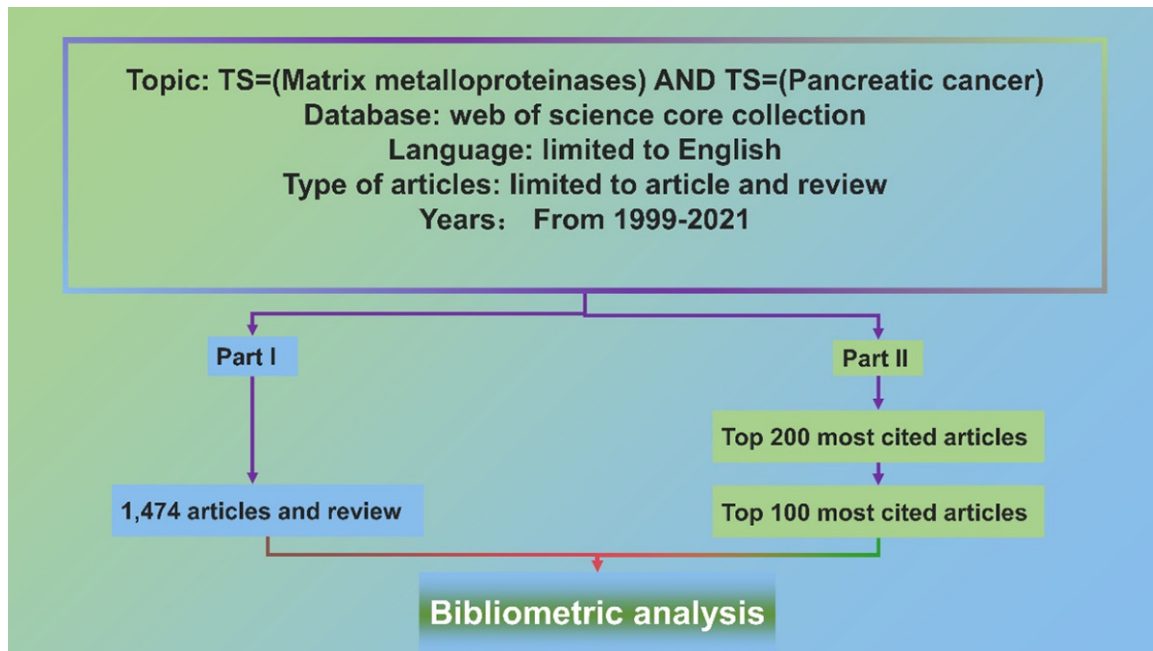 Topic: TS=(Matrix metalloproteinases) AND TS=(Pancreatic cancer)
Database: web of science core collection
Language: limited to English
Type of articles: limited to article and review
Years： From 1999-2021
Part I
Part II
Top 200 most cited articles
1,474 articles and review
Top 100 most cited articles
Bibliometric analysis